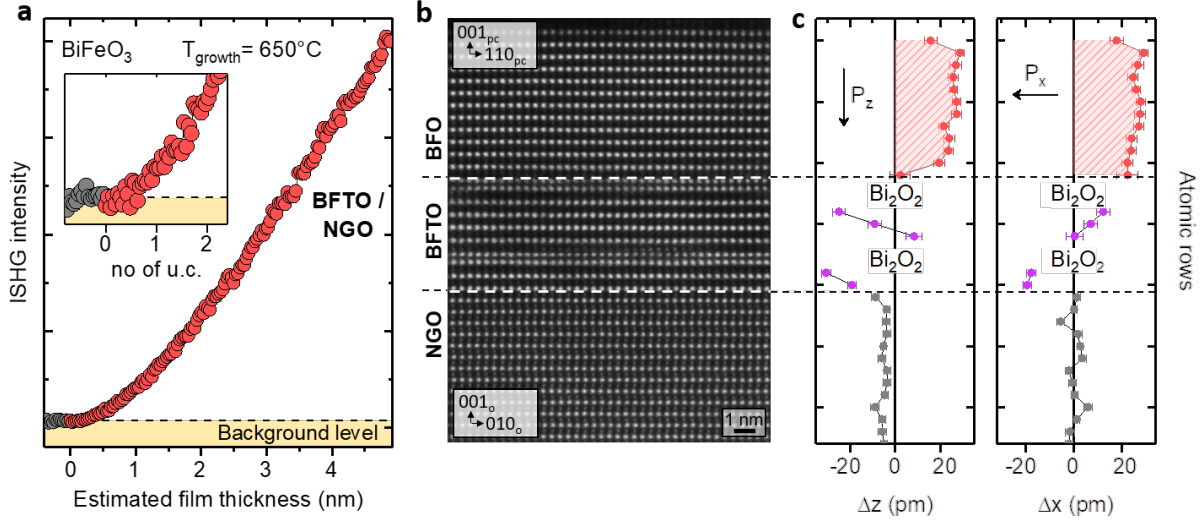 a
BiFeO3 Tgrowth= 650°C
BFTO /
NGO
0 1 2
no of u.c.
Background level
0 1 2 3 4
Estimated film thickness (nm)
ISHG intensity
b
001pc
110pc
BFO
BFTO
NGO
001o
010o
1 nm
c
Pz
Px
Bi2O2
Bi2O2
Bi2O2
Bi2O2
-20 0 20
Δz (pm)
-20 0 20
Δx (pm)
Atomic rows